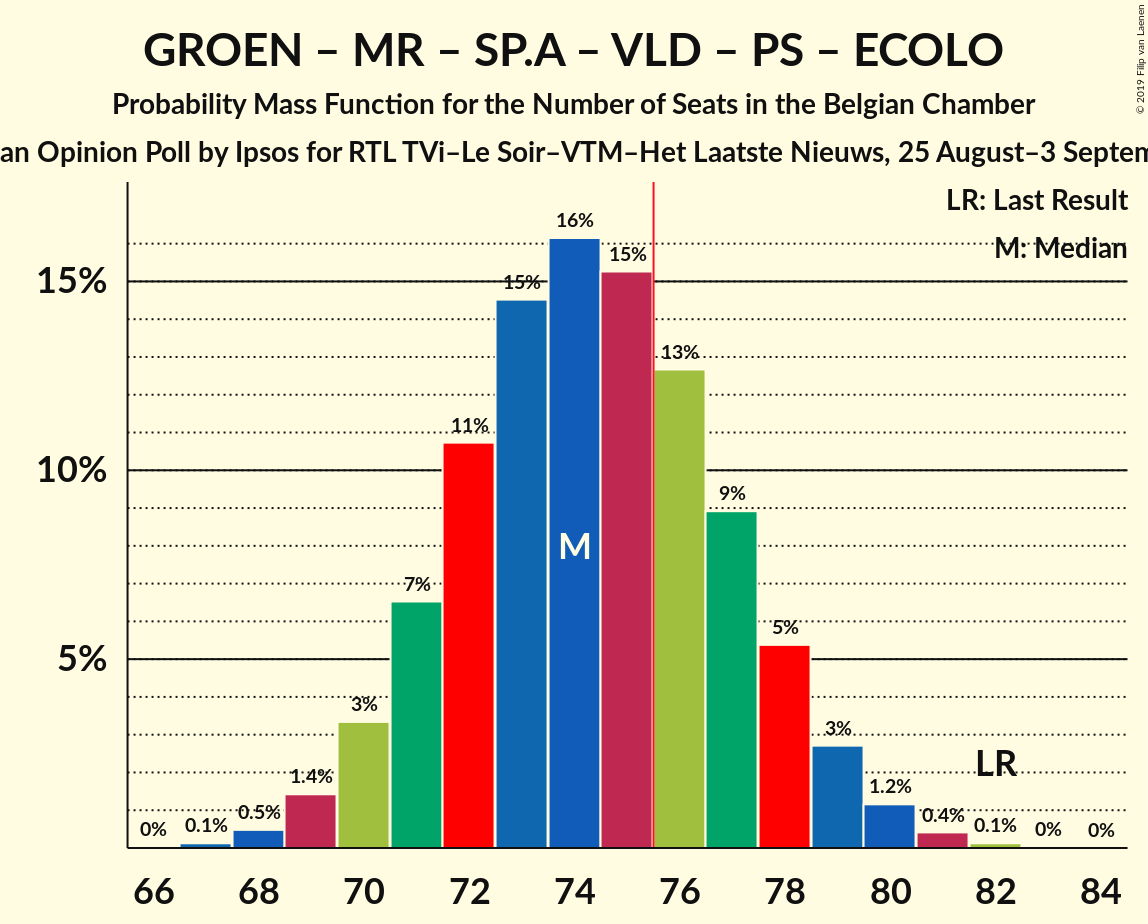 GROEN – MR – SP.A – VLD – PS – ECOLO
Probability Mass Function for the Number of Seats in the Belgian Chamber
an Opinion Poll by Ipsos for RTL TVi–Le Soir–VTM–Het Laatste Nieuws, 25 August–3 Septem
© 2019 Filip van Laenen
LR: Last Result
M: Median
15%
10%
5%
0%
0.1%
0.5%
1.4%
3%
7%
11%
15%
16%
15%
13%
9%
5%
3%
1.2%
0.4%
0.1%
0%
0%
M
LR
66 68 70 72 74 76 78 80 82 84